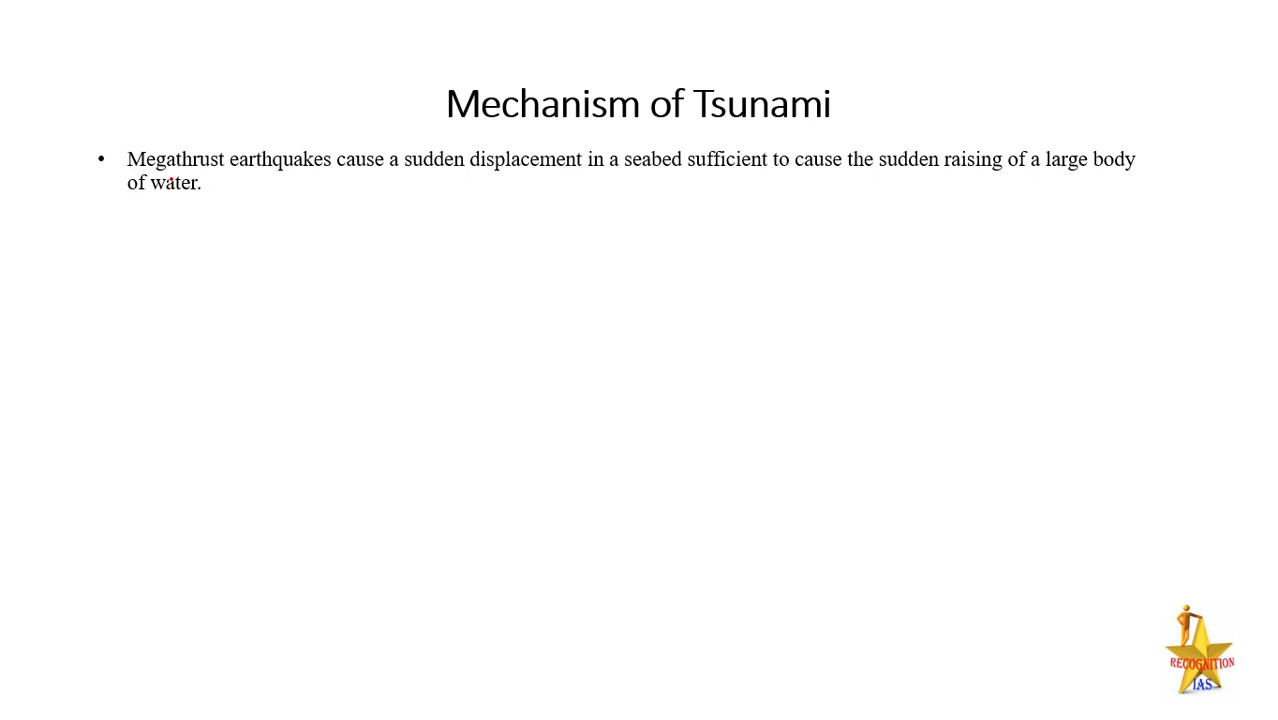 Mechanism of Tsunami
• Megathrust earthquakes cause a sudden displacement in a seabed sufficient to cause the sudden raising of a large body
of water.
RECOGNITION
IAS